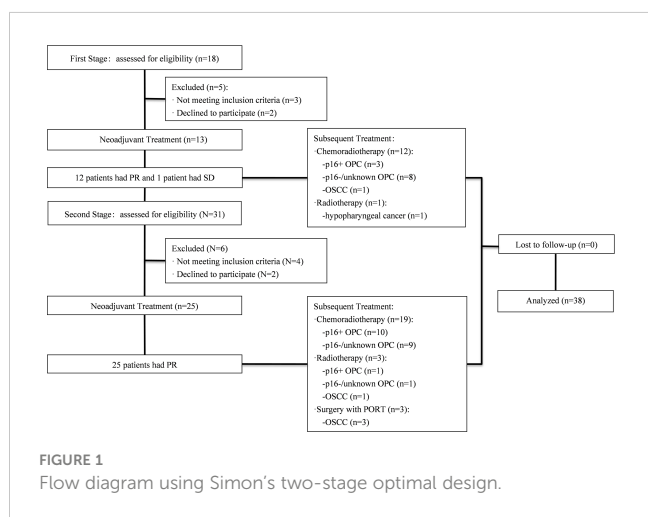 First Stage: assessed for eligibility (n=18)
Excluded (n=5):
· Not meeting inclusion criteria (n=3)
· Declined to participate (n=2)
Neoadjuvant Treatment (n=13)
12 patients had PR and 1 patient had SD
Subsequent Treatment:
·Chemoradiotherapy (n=12):
-p16+ OPC (n=3)
-p16-/unknown OPC (n=8)
-OSCC (n=1)
·Radiotherapy (n=1):
-hypopharyngeal cancer (n=1)
Second Stage: assessed for eligibility (N=31)
Excluded (N=6)
· Not meeting inclusion criteria (N=4)
· Declined to participate (N=2)
Neoadjuvant Treatment (n=25)
25 patients had PR
Subsequent Treatment:
·Chemoradiotherapy (n=19):
-p16+ OPC (n=10)
-p16-/unknown OPC (n=9)
·Radiotherapy (n=3):
-p16+ OPC (n=1)
-p16-/unknown OPC (n=1)
-OSCC (n=1)
·Surgery with PORT (n=3):
-OSCC (n=3)
Lost to follow-up (n=0)
Analyzed (n=38)
FIGURE 1
Flow diagram using Simon's two-stage optimal design.